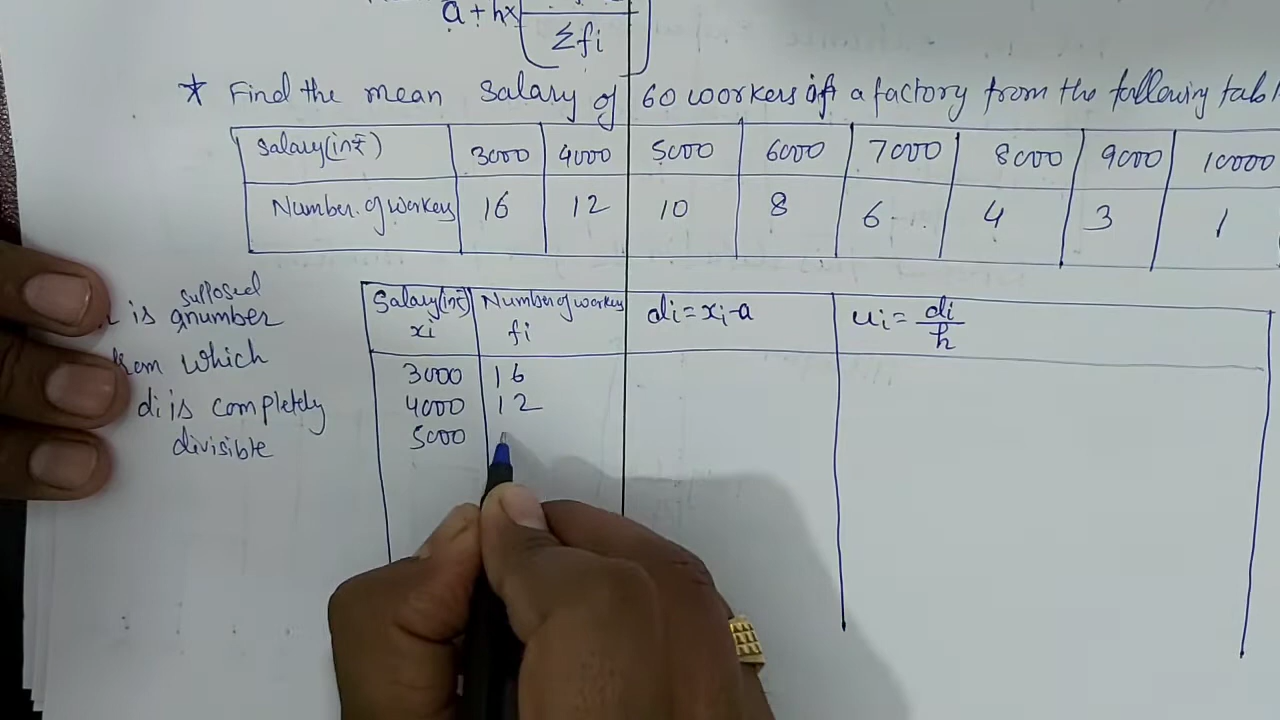 a + hx
Σfi
* Find the mean salary of 60 workers of a factory from the following
Salary(in₹) 3000 4000 5000 6000 7000 8000 9000 10000
Number of workers 16 12 10 8 6 4 3 1
supposed
is a number
from which
di is completely
divisible
Salary(in₹) Number of workers di = xi-a ui = di/h
xi fi
3000 16
4000 12
5000